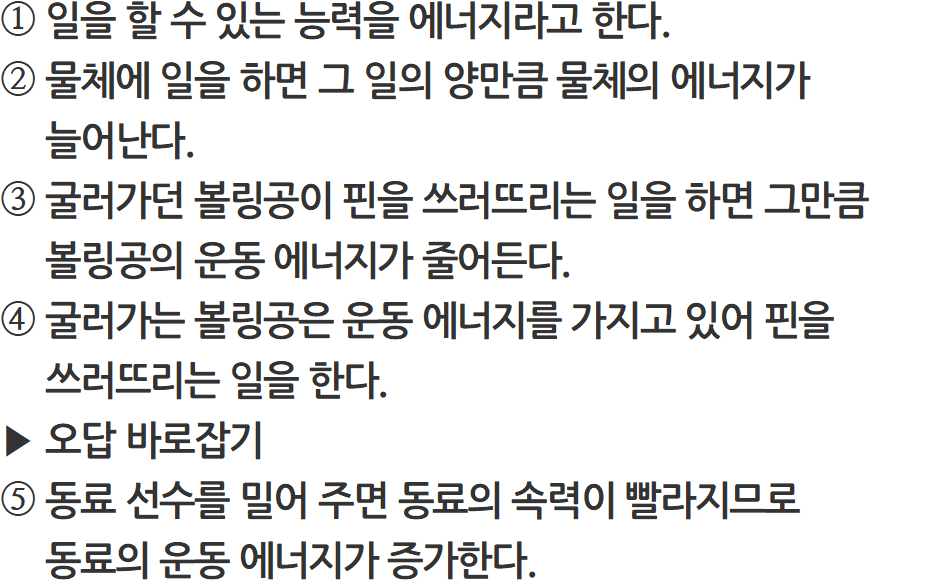 ① 일을 할 수 있는 능력을 에너지라고 한다.
② 물체에 일을 하면 그 일의 양만큼 물체의 에너지가
늘어난다.
③ 굴러가던 볼링공이 핀을 쓰러뜨리는 일을 하면 그만큼
볼링공의 운동 에너지가 줄어든다.
④ 굴러가는 볼링공은 운동 에너지를 가지고 있어 핀을
쓰러뜨리는 일을 한다.
▶ 오답 바로잡기
⑤ 동료 선수를 밀어 주면 동료의 속력이 빨라지므로
동료의 운동 에너지가 증가한다.